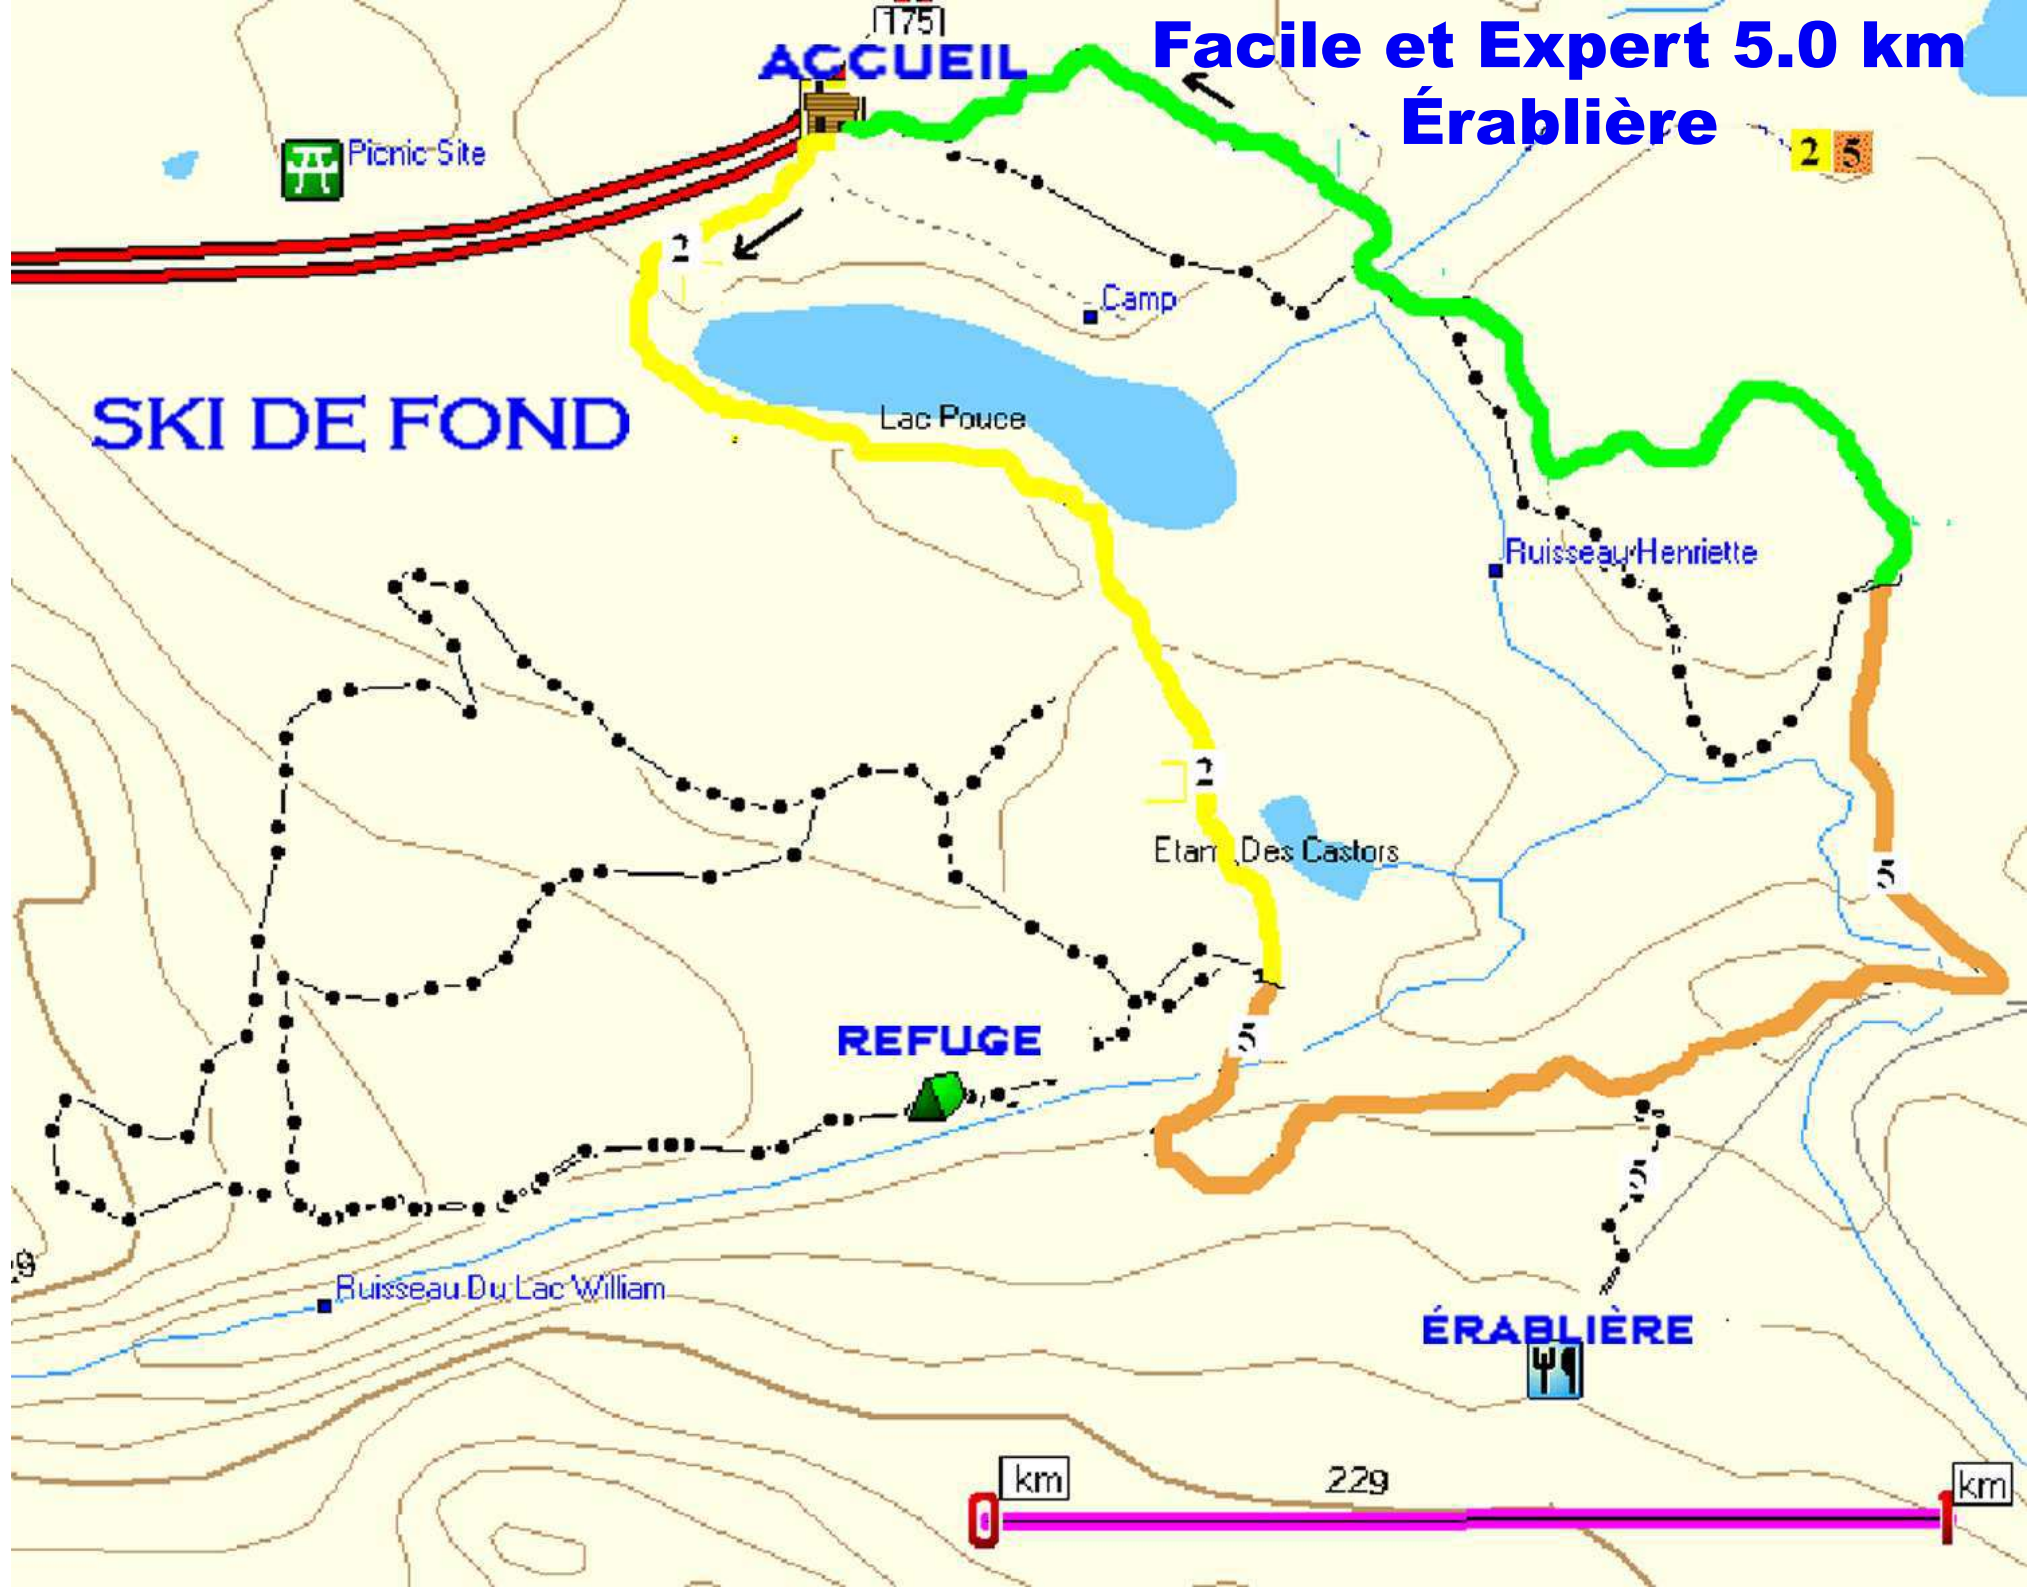 175
ACCUEIL
Facile et Expert 5.0 km
Érablière
2 5
Picnic Site
2
Camp
SKI DE FOND
Lac Pouce
Ruisseau Henriette
2
Des Castors
5
REFUGE
5
5
Ruisseau Du Lac William
ÉRABLIÈRE
km
229
km
0
1